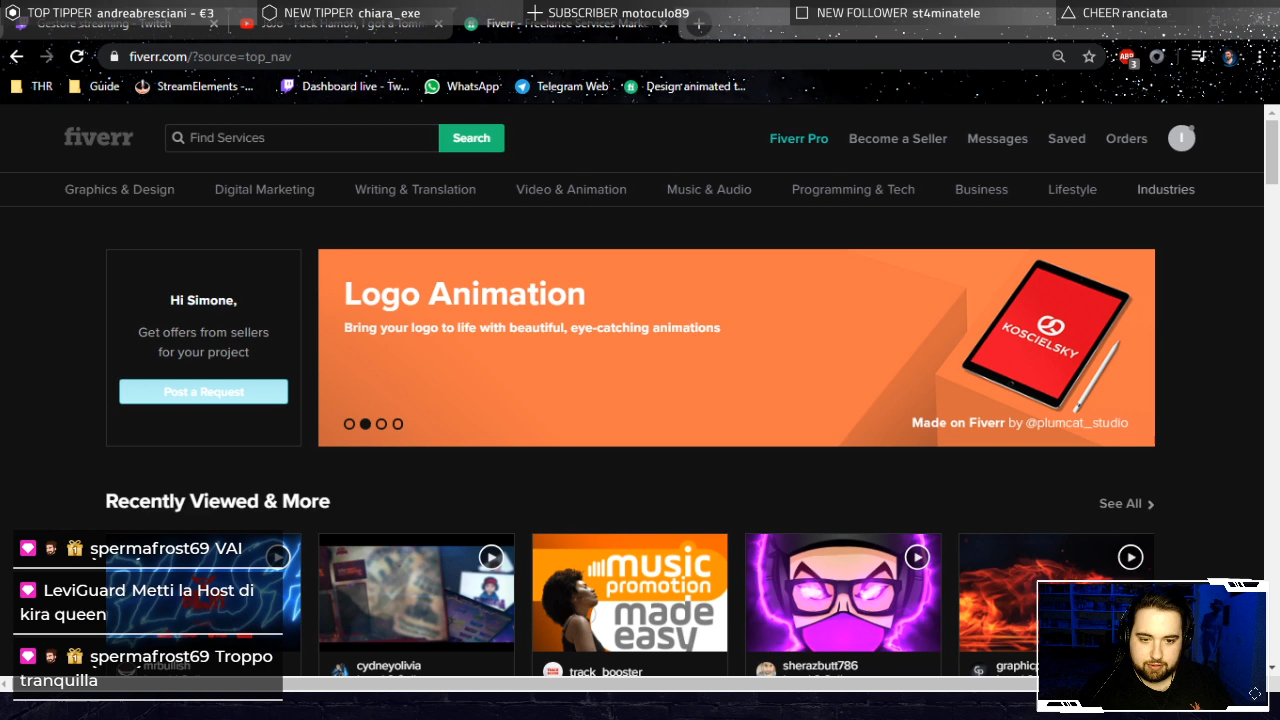 TOP TIPPER andreabresciani - €3
NEW TIPPER chiara_exe
SUBSCRIBER motoculo89
NEW FOLLOWER st4minatele
CHEER ranciata
fiverr.com/?source=top_nav
3
THR
Guide
StreamElements -...
Dashboard live - Tw...
WhatsApp
Telegram Web
Design animated t...
fiverr
Find Services
Search
Fiverr Pro
Become a Seller
Messages
Saved
Orders
I
Graphics & Design
Digital Marketing
Writing & Translation
Video & Animation
Music & Audio
Programming & Tech
Business
Lifestyle
Industries
Hi Simone,
Get offers from sellers
for your project
Post a Request
Logo Animation
Bring your logo to life with beautiful, eye-catching animations
KOSCIELSKY
Made on Fiverr by @plumcat_studio
Recently Viewed & More
See All
spermafrost69 VAI
LeviGuard Metti la Host di
kira queen
spermafrost69 Troppo
tranquilla
music
promotion
made
easy
mrbullish
cydneyolivia
track_booster
sherazbutt786